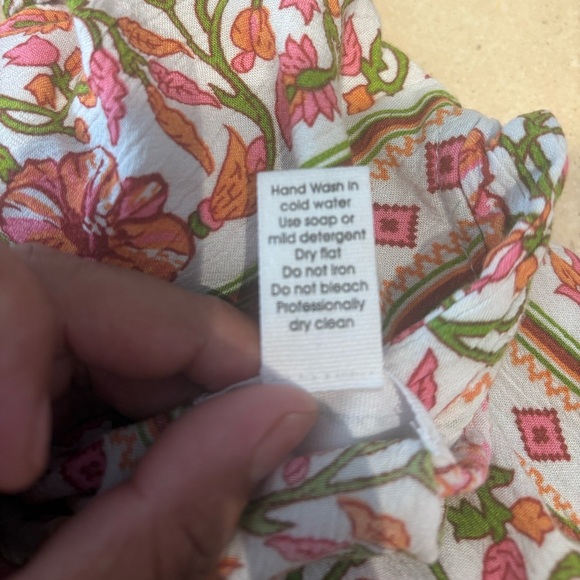 Hand Wash in
cold water
Use soap or
mild detergent
Dry flat
Do not Iron
Do not bleach
Professionally
dry clean